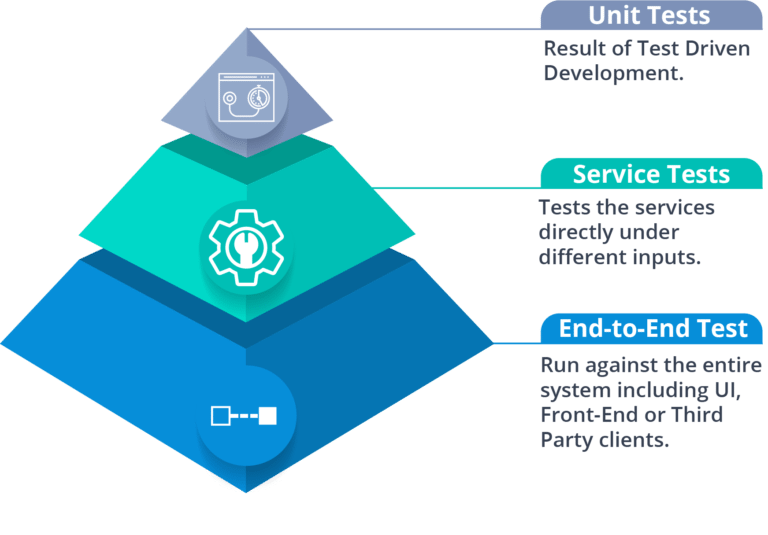 Unit Tests
Result of Test Driven
Development.
Service Tests
Tests the services
directly under
different inputs.
End-to-End Test
Run against the entire
system including UI,
Front-End or Third
Party clients.